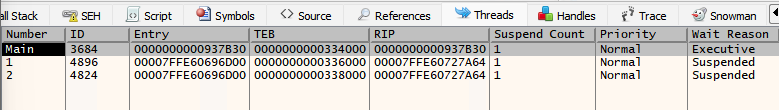 all Stack SEH Script Symbols Source References Threads Handles Trace Snowman
Number ID Entry TEB RIP Suspend Count Priority Wait Reason
Main 3684 0000000000937B30 0000000000334000 0000000000937B30 1 Normal Executive
1 4896 00007FFE60696D00 0000000000336000 00007FFE60727A64 1 Normal Suspended
2 4824 00007FFE60696D00 0000000000338000 00007FFE60727A64 1 Normal Suspended